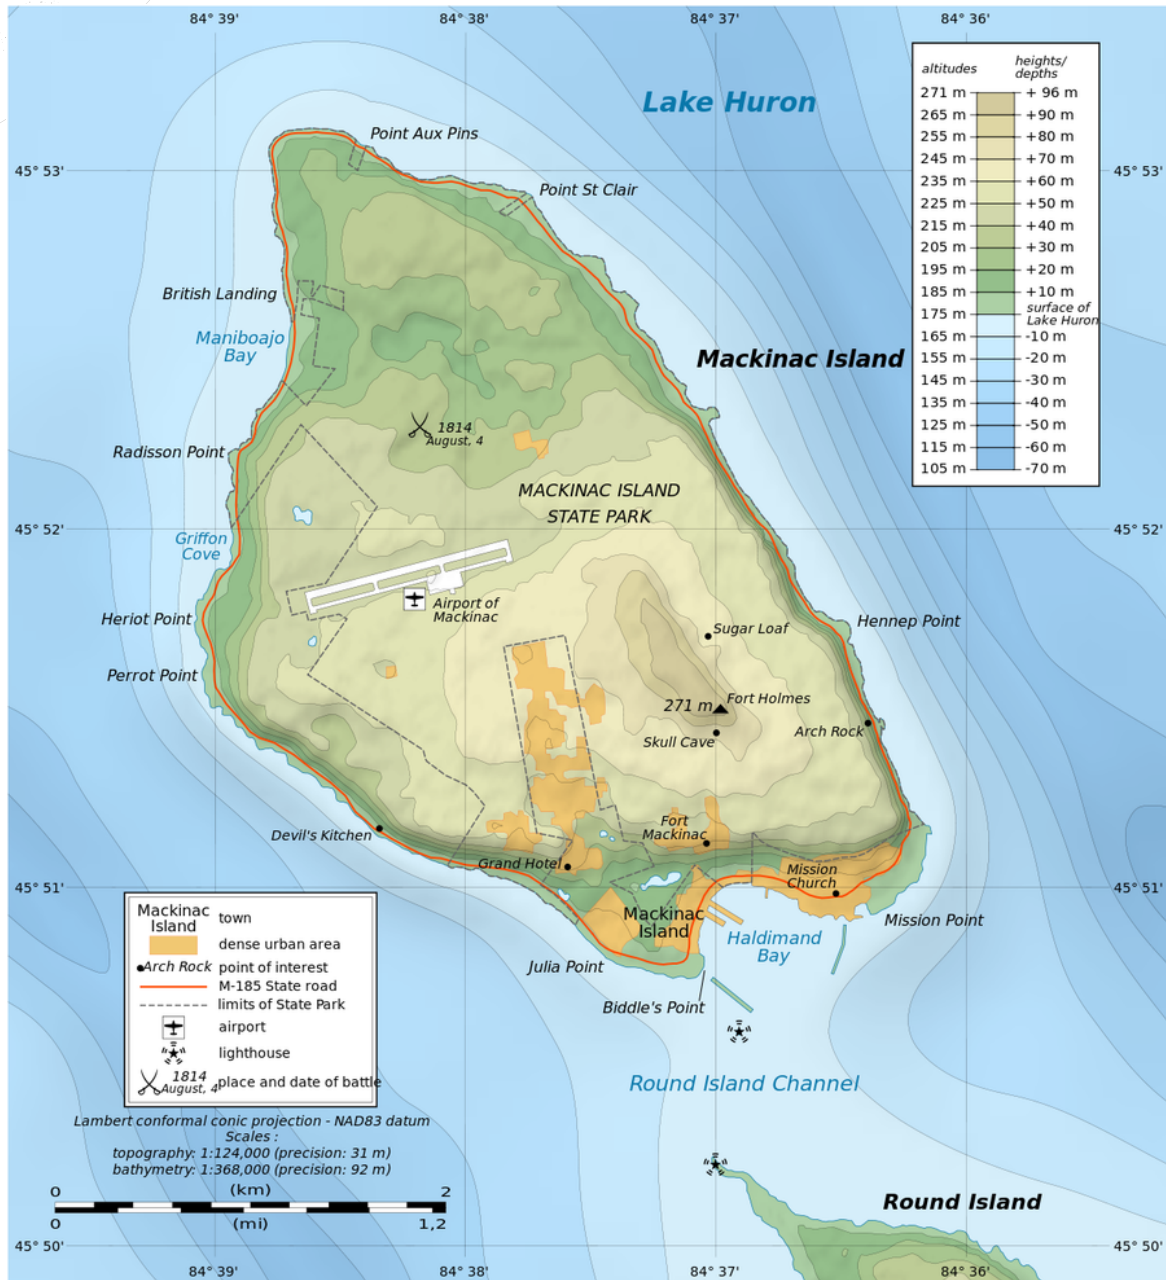 84° 39'
84° 38'
84° 37'
84° 36'
Lake Huron
altitudes
heights/
depths
271 m
+ 96 m
265 m
+90 m
255 m
+80 m
245 m
+70 m
235 m
+60 m
225 m
+50 m
215 m
+40 m
205 m
+30 m
195 m
+20 m
185 m
+10 m
175 m
surface of
Lake Huron
165 m
-10 m
155 m
-20 m
145 m
-30 m
135 m
-40 m
125 m
-50 m
115 m
-60 m
105 m
-70 m
Point Aux Pins
45° 53'
45° 53'
Point St Clair
British Landing
Maniboajo
Bay
Mackinac Island
1814
August, 4
Radisson Point
MACKINAC ISLAND
STATE PARK
45° 52'
45° 52'
Griffon
Cove
Airport of
Mackinac
Heriot Point
Hennep Point
Sugar Loaf
Perrot Point
271 m
Fort Holmes
Arch Rock
Skull Cave
Devil's Kitchen
Fort
Mackinac
Grand Hotel
Mission
Church
45° 51'
45° 51'
Mackinac
Island
Mission Point
Haldimand
Bay
Julia Point
Biddle's Point
Mackinac
Island
town
dense urban area
Arch Rock
point of interest
M-185 State road
limits of State Park
airport
lighthouse
1814
August, 4
place and date of battle
Round Island Channel
Lambert conformal conic projection - NAD83 datum
Scales :
topography: 1:124,000 (precision: 31 m)
bathymetry: 1:368,000 (precision: 92 m)
0
(km)
2
0
(mi)
1,2
Round Island
45° 50'
45° 50'
84° 39'
84° 38'
84° 37'
84° 36'